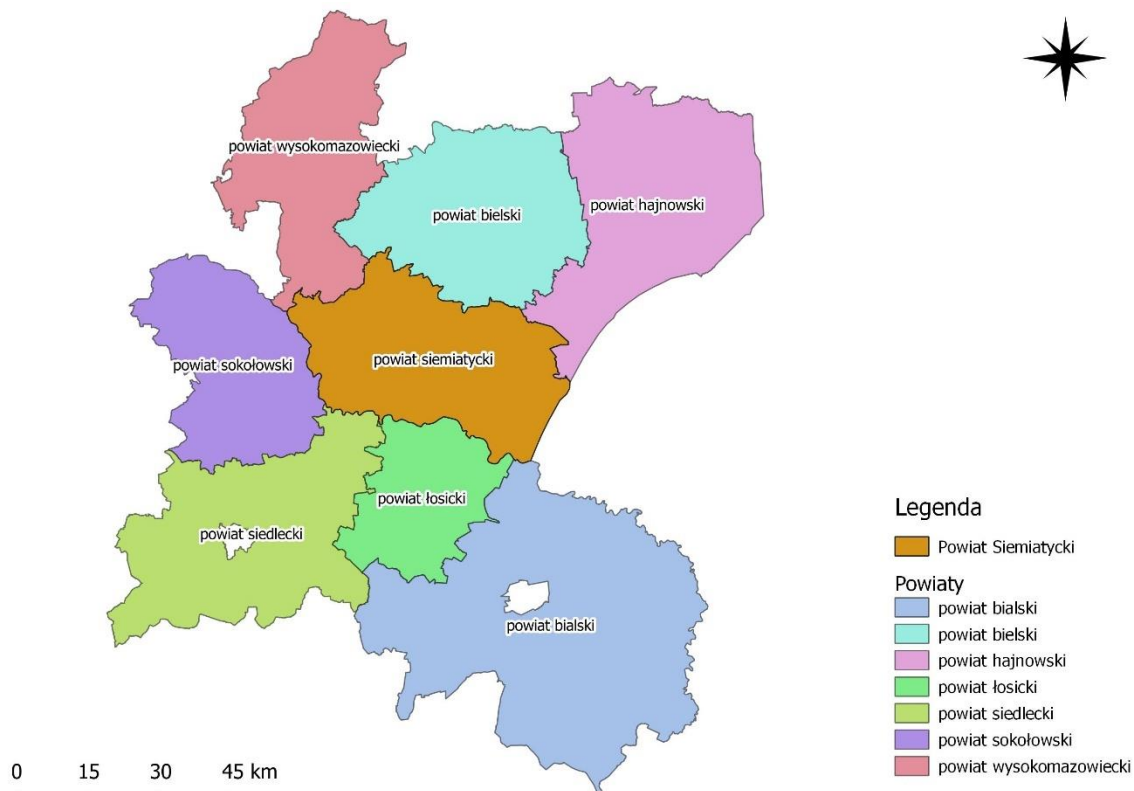 powiat wysokomazowiecki
powiat bielski
powiat hajnowski
powiat sokołowski
powiat siemiatycki
powiat łosicki
powiat siedlecki
powiat bialski
Legenda
Powiat Siemiatycki
Powiaty
powiat bialski
powiat bielski
powiat hajnowski
powiat łosicki
powiat siedlecki
powiat sokołowski
powiat wysokomazowiecki
0 15 30 45 km